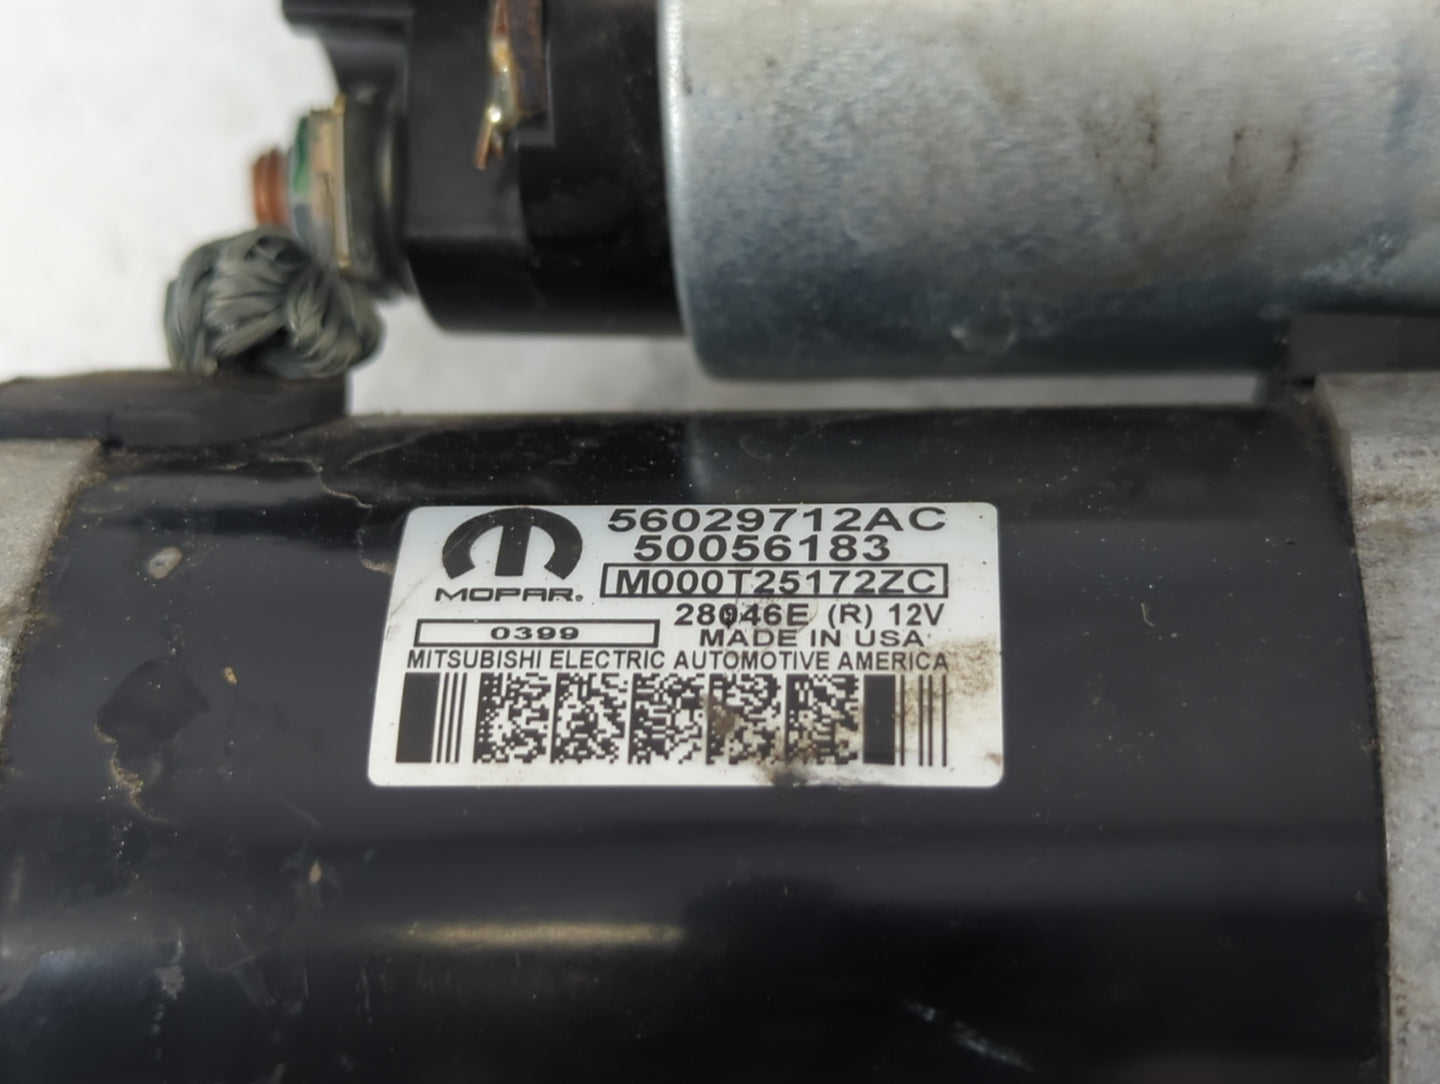 56029712AC
50056183
MOPAR®
M000T25172ZC
28046E (R) 12V
0399
MADE IN USA
MITSUBISHI ELECTRIC AUTOMOTIVE AMERICA